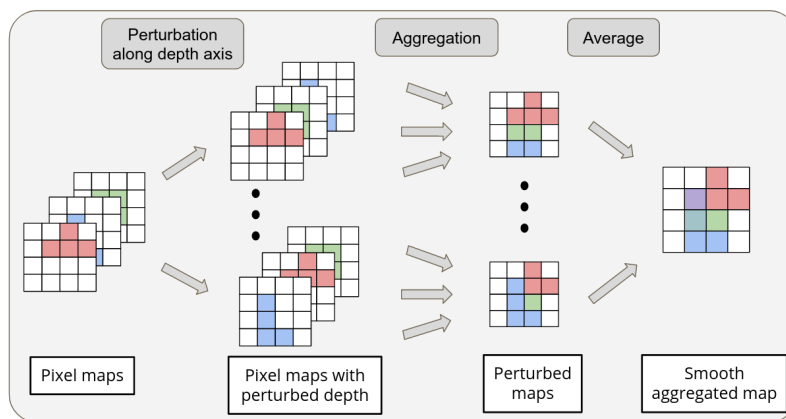 Perturbation
along depth axis
Aggregation
Average
Pixel maps
Pixel maps with
perturbed depth
Perturbed
maps
Smooth
aggregated map